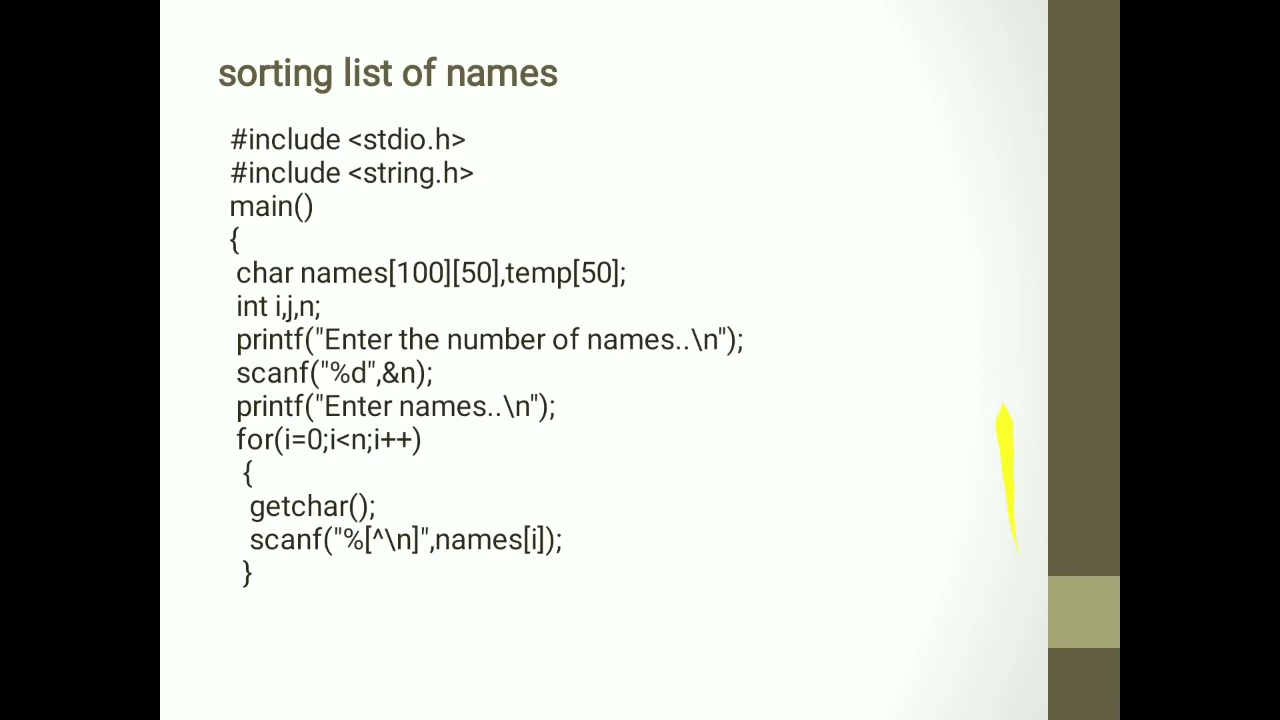 sorting list of names
#include <stdio.h>
#include <string.h>
main()
{
char names[100][50],temp[50];
int i,j,n;
printf("Enter the number of names..\n");
scanf("%d",&n);
printf("Enter names..\n");
for(i=0;i<n;i++)
{
getchar();
scanf("%[^\n]",names[i]);
}